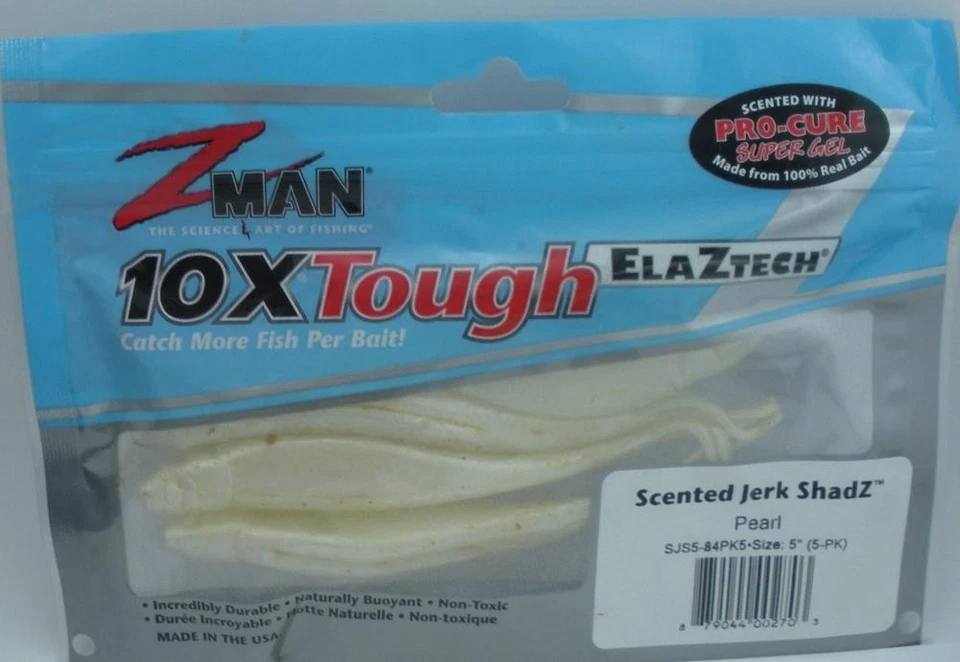 SCENTED WITH
PRO-CURE
SUPER GEL
Made from 100% Real Bait
ZMAN®
THE SCIENCE & ART OF FISHING®
10X Tough ELAZTECH®
Catch More Fish Per Bait!
Scented Jerk ShadZ™
Pearl
SJS5-84PK5•Size: 5" (5-PK)
8 79044 00270 3
• Incredibly Durable • Naturally Buoyant • Non-Toxic
• Durée Incroyable • Flotte Naturelle • Non-toxique
MADE IN THE USA